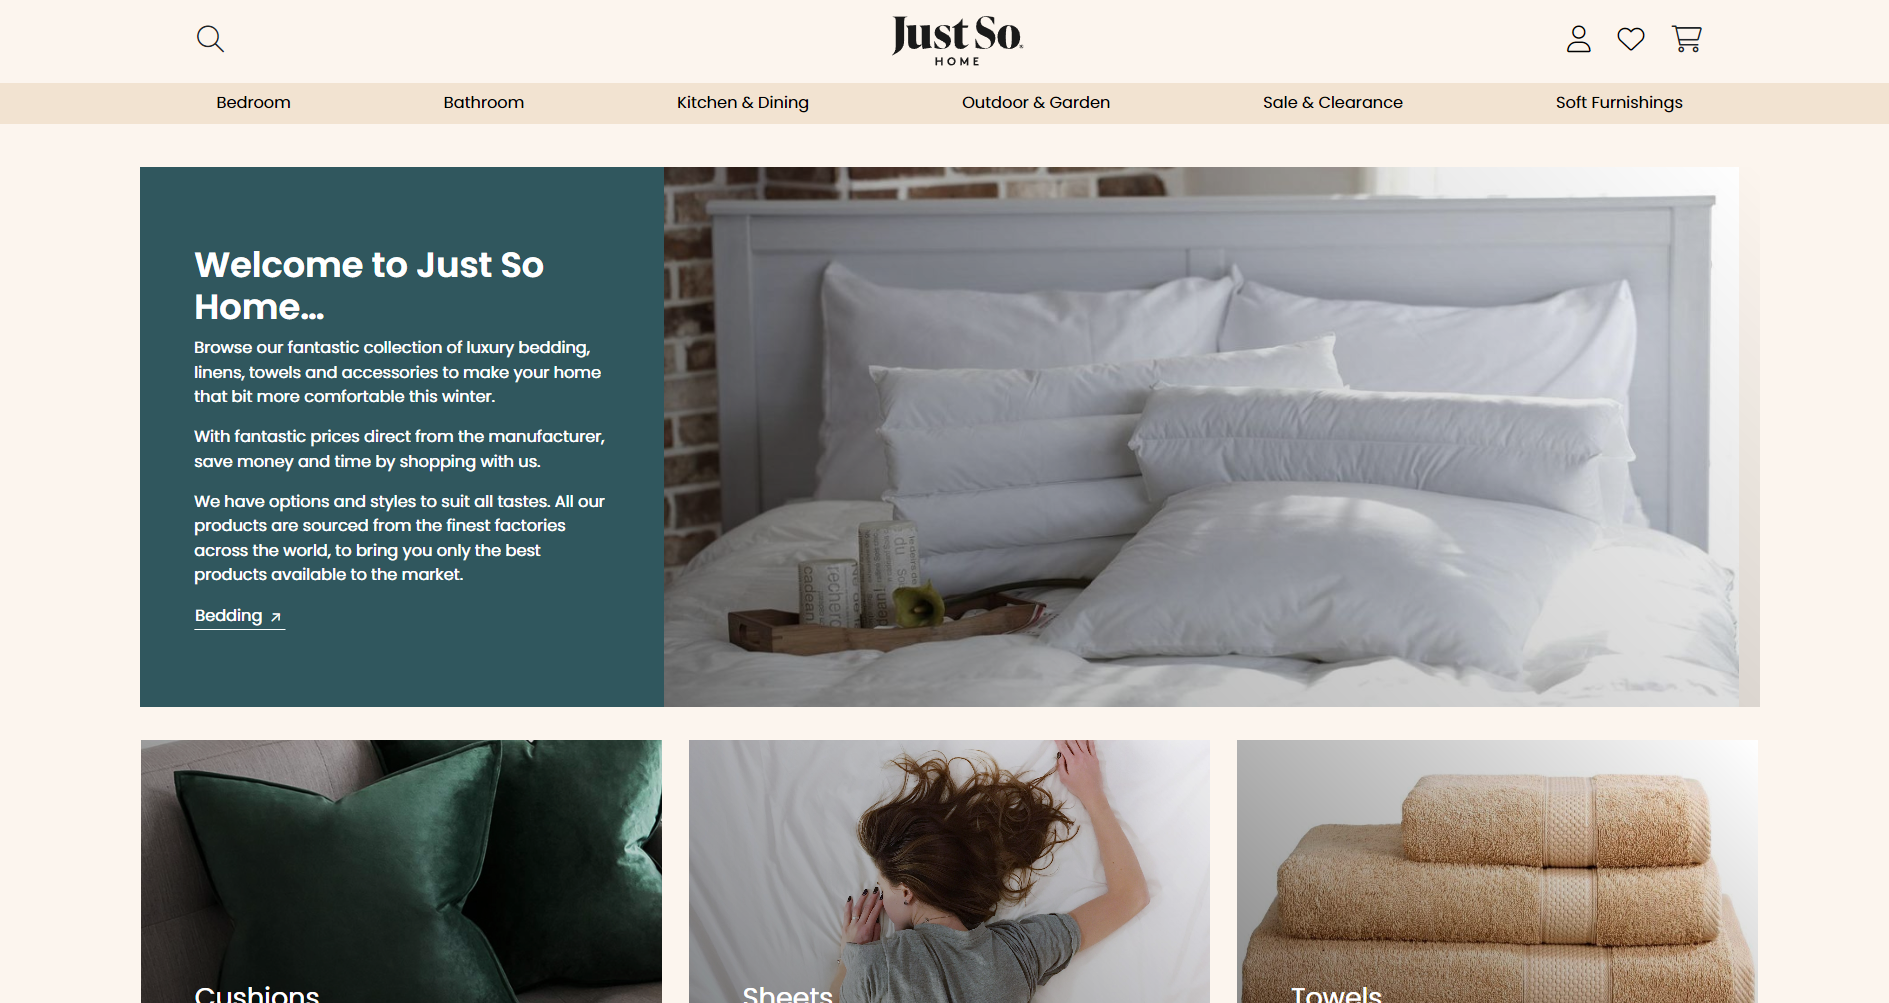 Just So
HOME
Bedroom
Bathroom
Kitchen & Dining
Outdoor & Garden
Sale & Clearance
Soft Furnishings
Welcome to Just So
Home...
Browse our fantastic collection of luxury bedding,
linens, towels and accessories to make your home
that bit more comfortable this winter.
With fantastic prices direct from the manufacturer,
save money and time by shopping with us.
We have options and styles to suit all tastes. All our
products are sourced from the finest factories
across the world, to bring you only the best
products available to the market.
Bedding
Cushions
Sheets
Towels